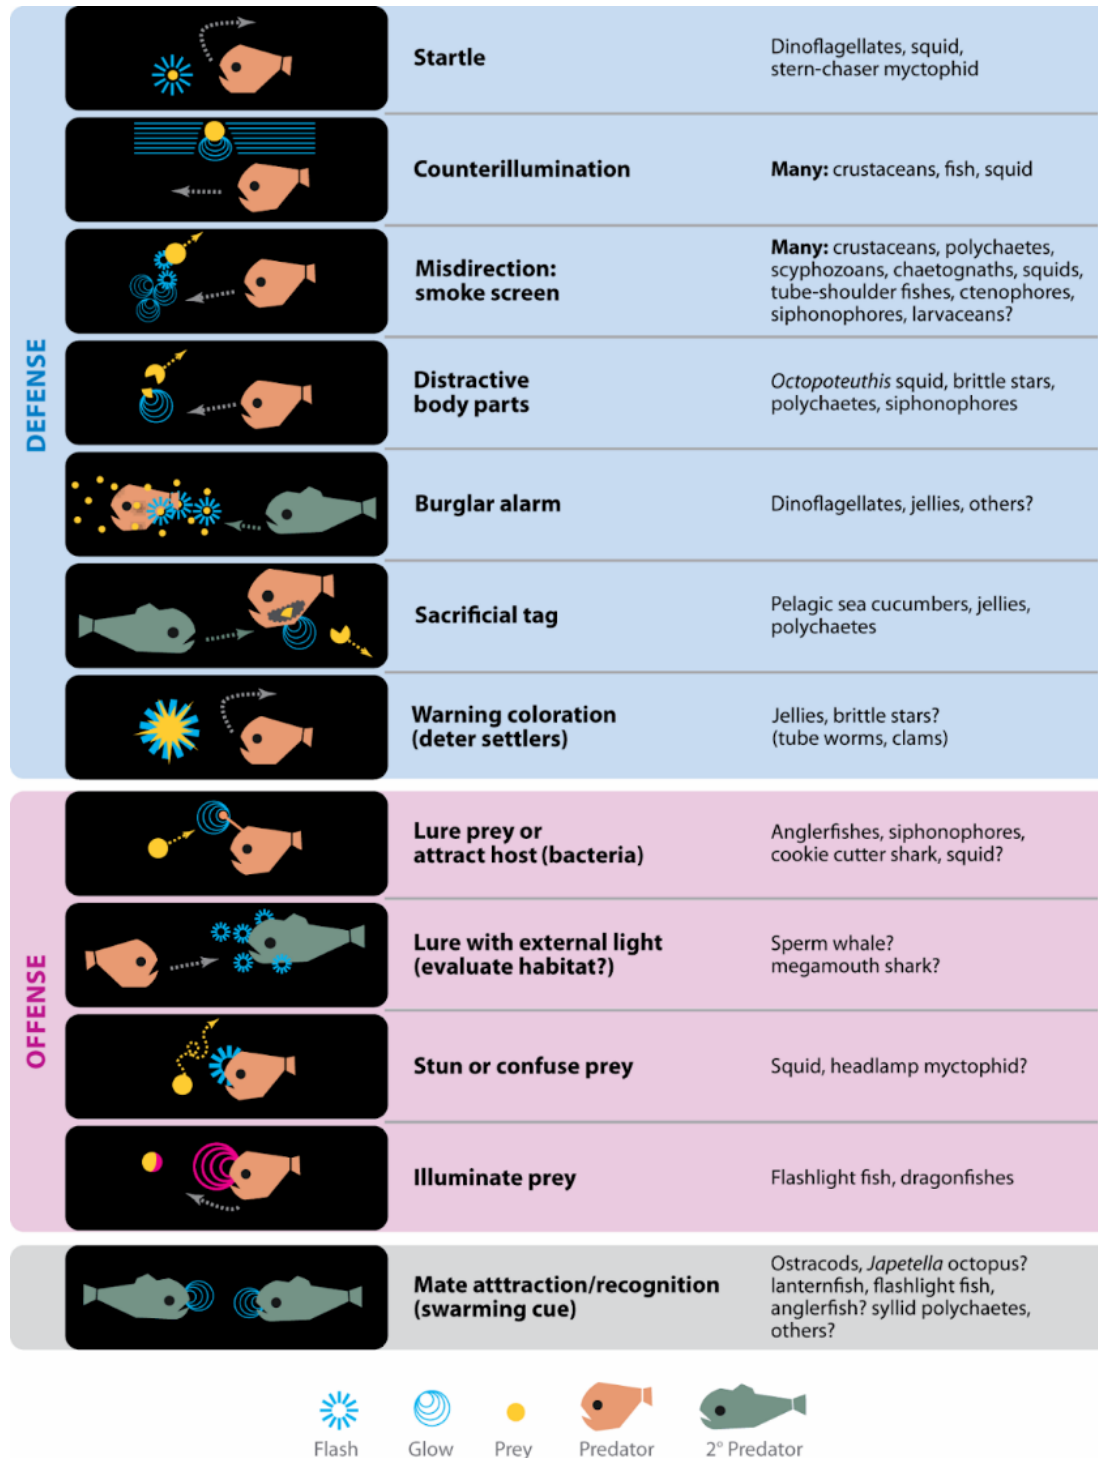 DEFENSE
Startle
Dinoflagellates, squid,
stern-chaser myctophid
Counterillumination
Many: crustaceans, fish, squid
Misdirection:
smoke screen
Many: crustaceans, polychaetes,
scyphozoans, chaetognaths, squids,
tube-shoulder fishes, ctenophores,
siphonophores, larvaceans?
Distractive
body parts
Octopoteuthis squid, brittle stars,
polychaetes, siphonophores
Burglar alarm
Dinoflagellates, jellies, others?
Sacrificial tag
Pelagic sea cucumbers, jellies,
polychaetes
Warning coloration
(deter settlers)
Jellies, brittle stars?
(tube worms, clams)
OFFENSE
Lure prey or
attract host (bacteria)
Anglerfishes, siphonophores,
cookie cutter shark, squid?
Lure with external light
(evaluate habitat?)
Sperm whale?
megamouth shark?
Stun or confuse prey
Squid, headlamp myctophid?
Illuminate prey
Flashlight fish, dragonfishes
Mate atttraction/recognition
(swarming cue)
Ostracods, Japetella octopus?
lanternfish, flashlight fish,
anglerfish? syllid polychaetes,
others?
Flash
Glow
Prey
Predator
2° Predator